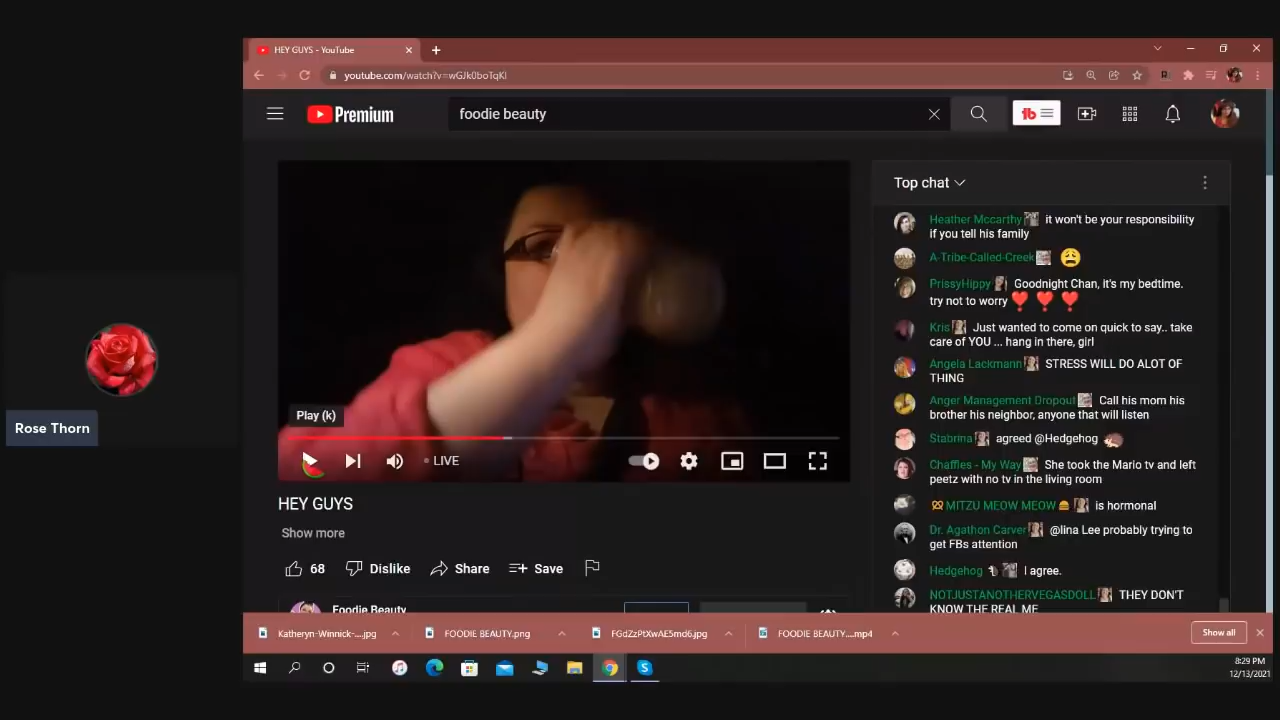 HEY GUYS - YouTube
youtube.com/watch?v=wGJk0boTqKI
Premium
foodie beauty
tb
Top chat
Heather Mccarthy it won't be your responsibility
if you tell his family
A-Tribe-Called-Creek
PrissyHippy Goodnight Chan, it's my bedtime.
try not to worry
Kris Just wanted to come on quick to say.. take
care of YOU ... hang in there, girl
Angela Lackmann STRESS WILL DO ALOT OF
THING
Anger Management Dropout Call his mom his
brother his neighbor, anyone that will listen
Stabrina agreed @Hedgehog
Chaffles - My Way She took the Mario tv and left
peetz with no tv in the living room
MITZU MEOW MEOW is hormonal
Dr. Agathon Carver @lina Lee probably trying to
get FBs attention
Hedgehog I agree.
NOTJUSTANOTHERVEGASDOLL THEY DON'T
KNOW THE REAL ME
Play (k)
LIVE
HEY GUYS
Show more
68
Dislike
Share
Save
Foodie Beauty
Rose Thorn
Katheryn-Winnick-....jpg
FOODIE BEAUTY.png
FGdZzPtXwAE5md6.jpg
FOODIE BEAUTY....mp4
Show all
8:29 PM
12/13/2021